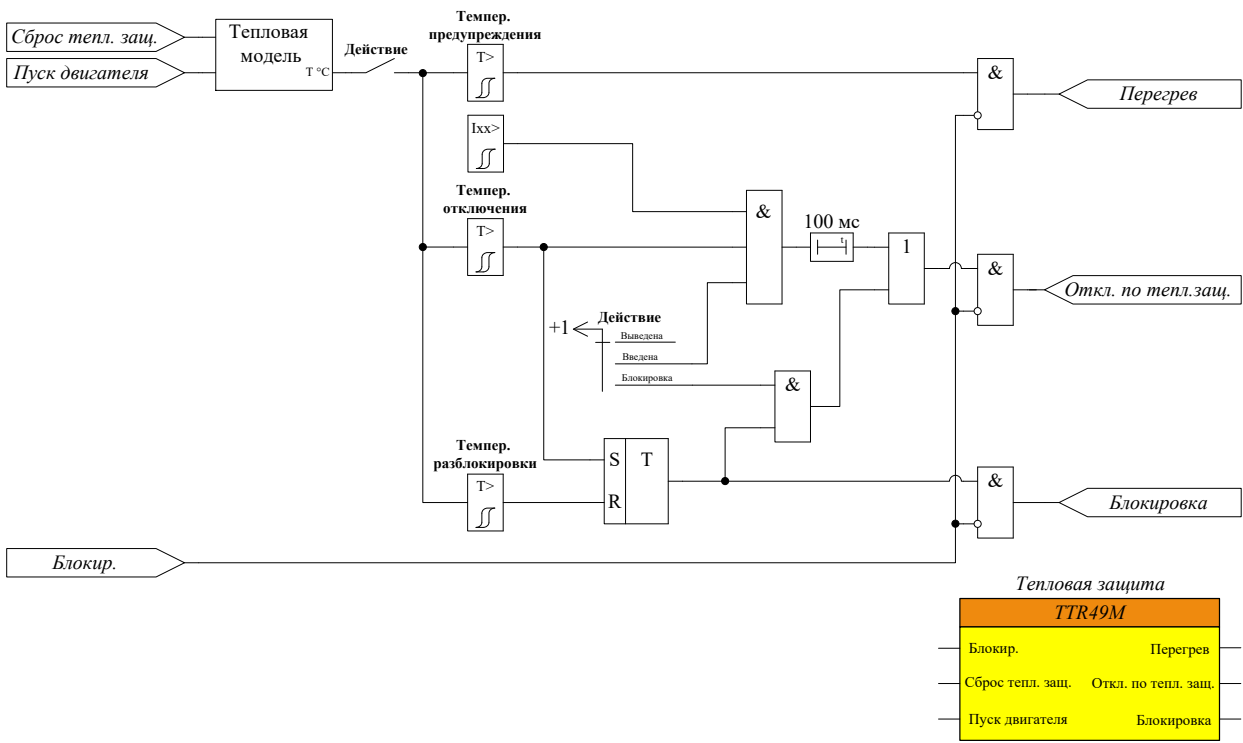 Сброс тепл. защ.
Пуск двигателя
Тепловая
модель
T °C
Действие
Темпер.
предупреждения
T>
&
Перегрев
Ixx>
Темпер.
отключения
T>
&
100 мс
t
1
&
Откл. по тепл.защ.
+1
Действие
Выведена
Введена
Блокировка
&
Темпер.
разблокировки
T>
S
T
R
&
Блокировка
Блокир.
Тепловая защита
TTR49M
Блокир.
Перегрев
Сброс тепл. защ.
Откл. по тепл. защ.
Пуск двигателя
Блокировка